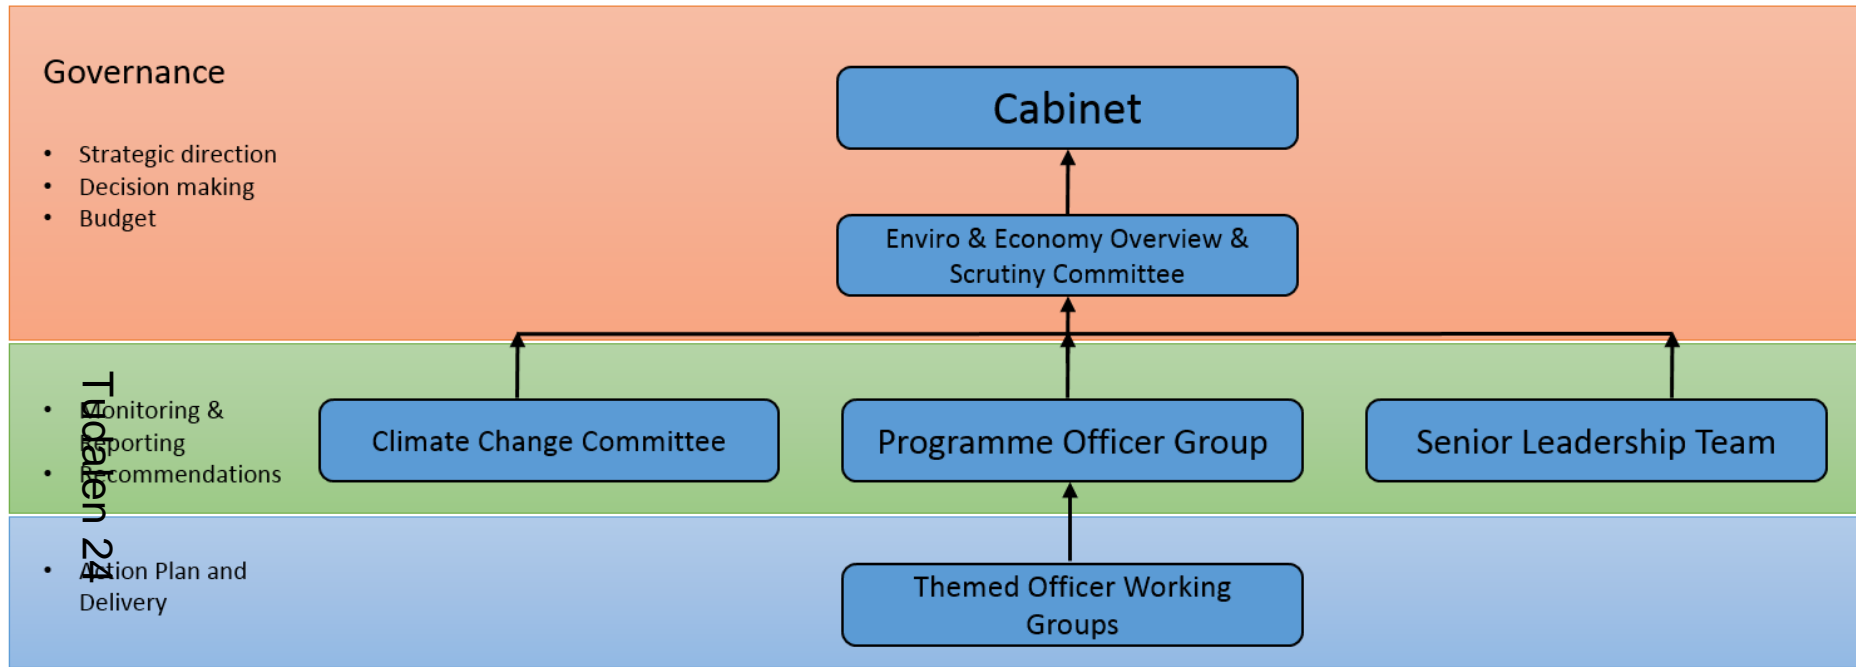 Governance
• Strategic direction
• Decision making
• Budget
Cabinet
Enviro & Economy Overview &
Scrutiny Committee
• Monitoring &
Reporting
• Recommendations
Climate Change Committee
Programme Officer Group
Senior Leadership Team
• Action Plan and
Delivery
Themed Officer Working
Groups
Tudalen 24